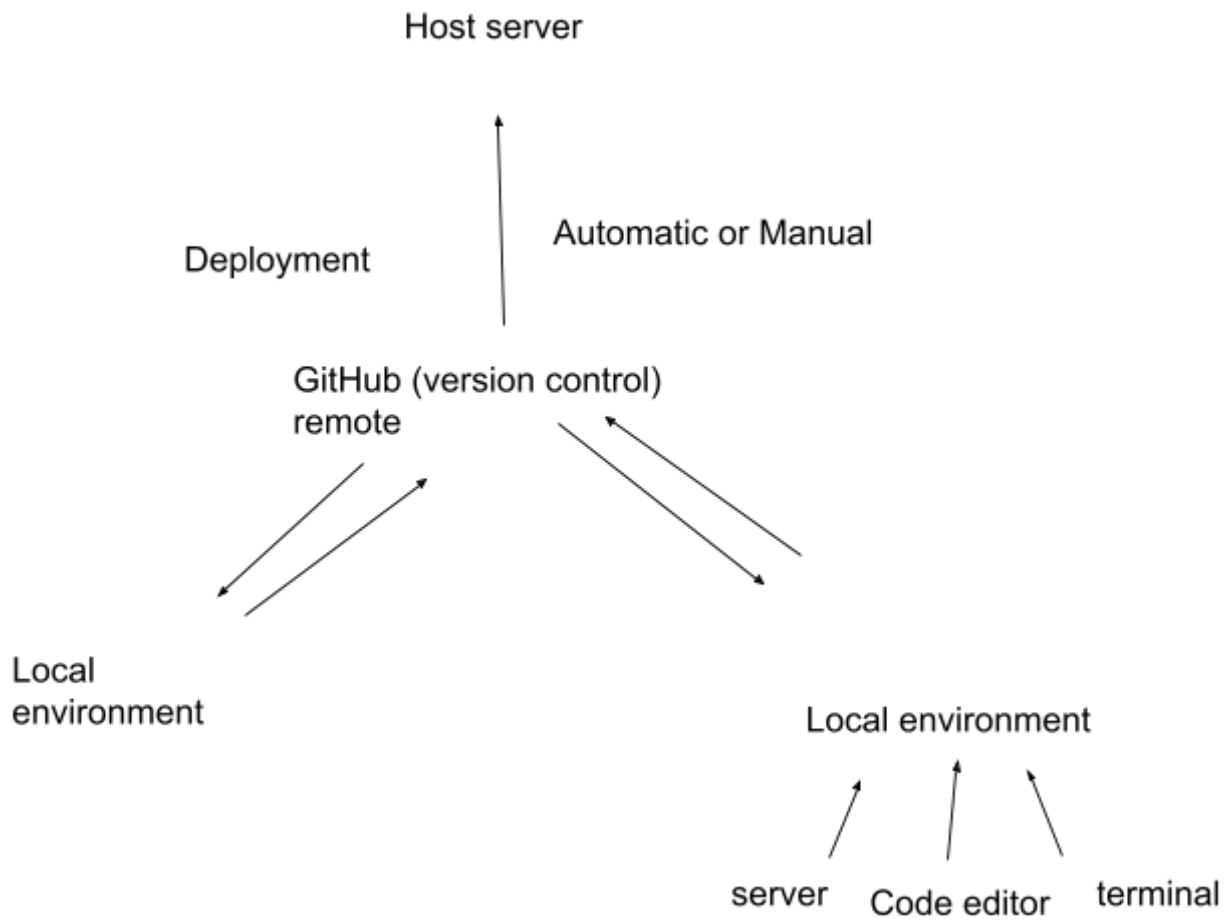 Host server
Automatic or Manual
Deployment
GitHub (version control)
remote
Local
environment
Local environment
server
Code editor
terminal